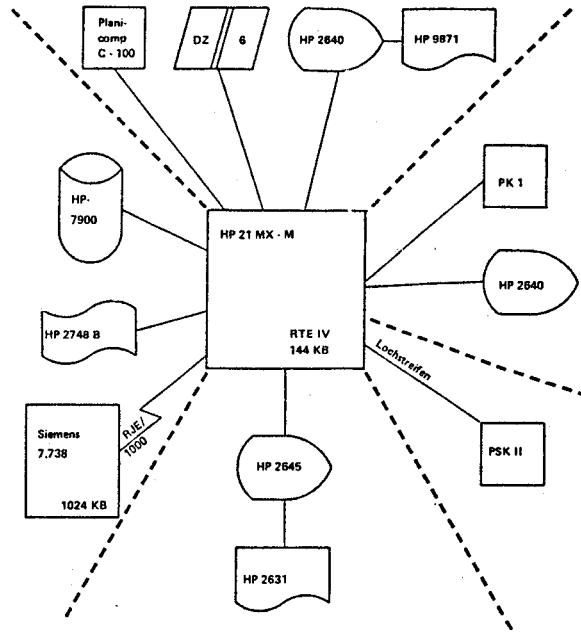 Plani-
comp
C - 100
DZ
6
HP 2640
HP 9871
PK 1
HP-
7900
HP 21 MX - M
HP 2640
HP 2748 B
RTE IV
144 KB
Lochstreifen
Siemens
7.738
1024 KB
RJE/
1000
HP 2645
PSK II
HP 2631